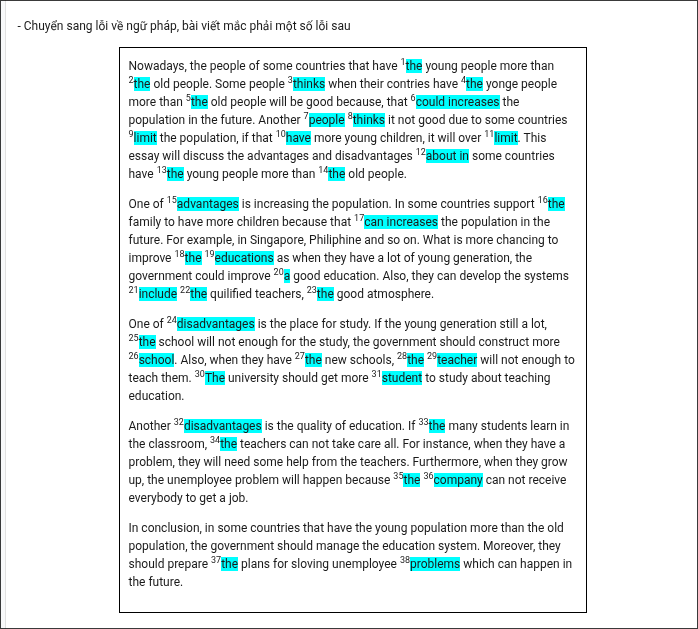 - Chuyển sang lỗi về ngữ pháp, bài viết mắc phải một số lỗi sau
Nowadays, the people of some countries that have ¹the young people more than
²the old people. Some people ³thinks when their contries have ⁴the yonge people
more than ⁵the old people will be good because, that ⁶could increases the
population in the future. Another ⁷people ⁸thinks it not good due to some countries
⁹limit the population, if that ¹⁰have more young children, it will over ¹¹limit. This
essay will discuss the advantages and disadvantages ¹²about in some countries
have ¹³the young people more than ¹⁴the old people.
One of ¹⁵advantages is increasing the population. In some countries support ¹⁶the
family to have more children because that ¹⁷can increases the population in the
future. For example, in Singapore, Philiphine and so on. What is more chancing to
improve ¹⁸the ¹⁹educations as when they have a lot of young generation, the
government could improve ²⁰a good education. Also, they can develop the systems
²¹include ²²the quilified teachers, ²³the good atmosphere.
One of ²⁴disadvantages is the place for study. If the young generation still a lot,
²⁵the school will not enough for the study, the government should construct more
²⁶school. Also, when they have ²⁷the new schools, ²⁸the ²⁹teacher will not enough to
teach them. ³⁰The university should get more ³¹student to study about teaching
education.
Another ³²disadvantages is the quality of education. If ³³the many students learn in
the classroom, ³⁴the teachers can not take care all. For instance, when they have a
problem, they will need some help from the teachers. Furthermore, when they grow
up, the unemployee problem will happen because ³⁵the ³⁶company can not receive
everybody to get a job.
In conclusion, in some countries that have the young population more than the old
population, the government should manage the education system. Moreover, they
should prepare ³⁷the plans for sloving unemployee ³⁸problems which can happen in
the future.